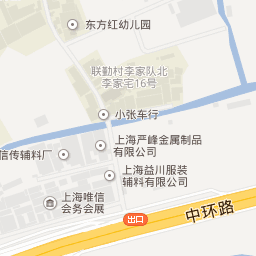 东方红幼儿园
联勤村李家队北
李家宅16号
小张车行
上海严峰金属制品
有限公司
信传辅料厂
上海益川服装
辅料有限公司
上海唯信
会务会展
出口
中环路